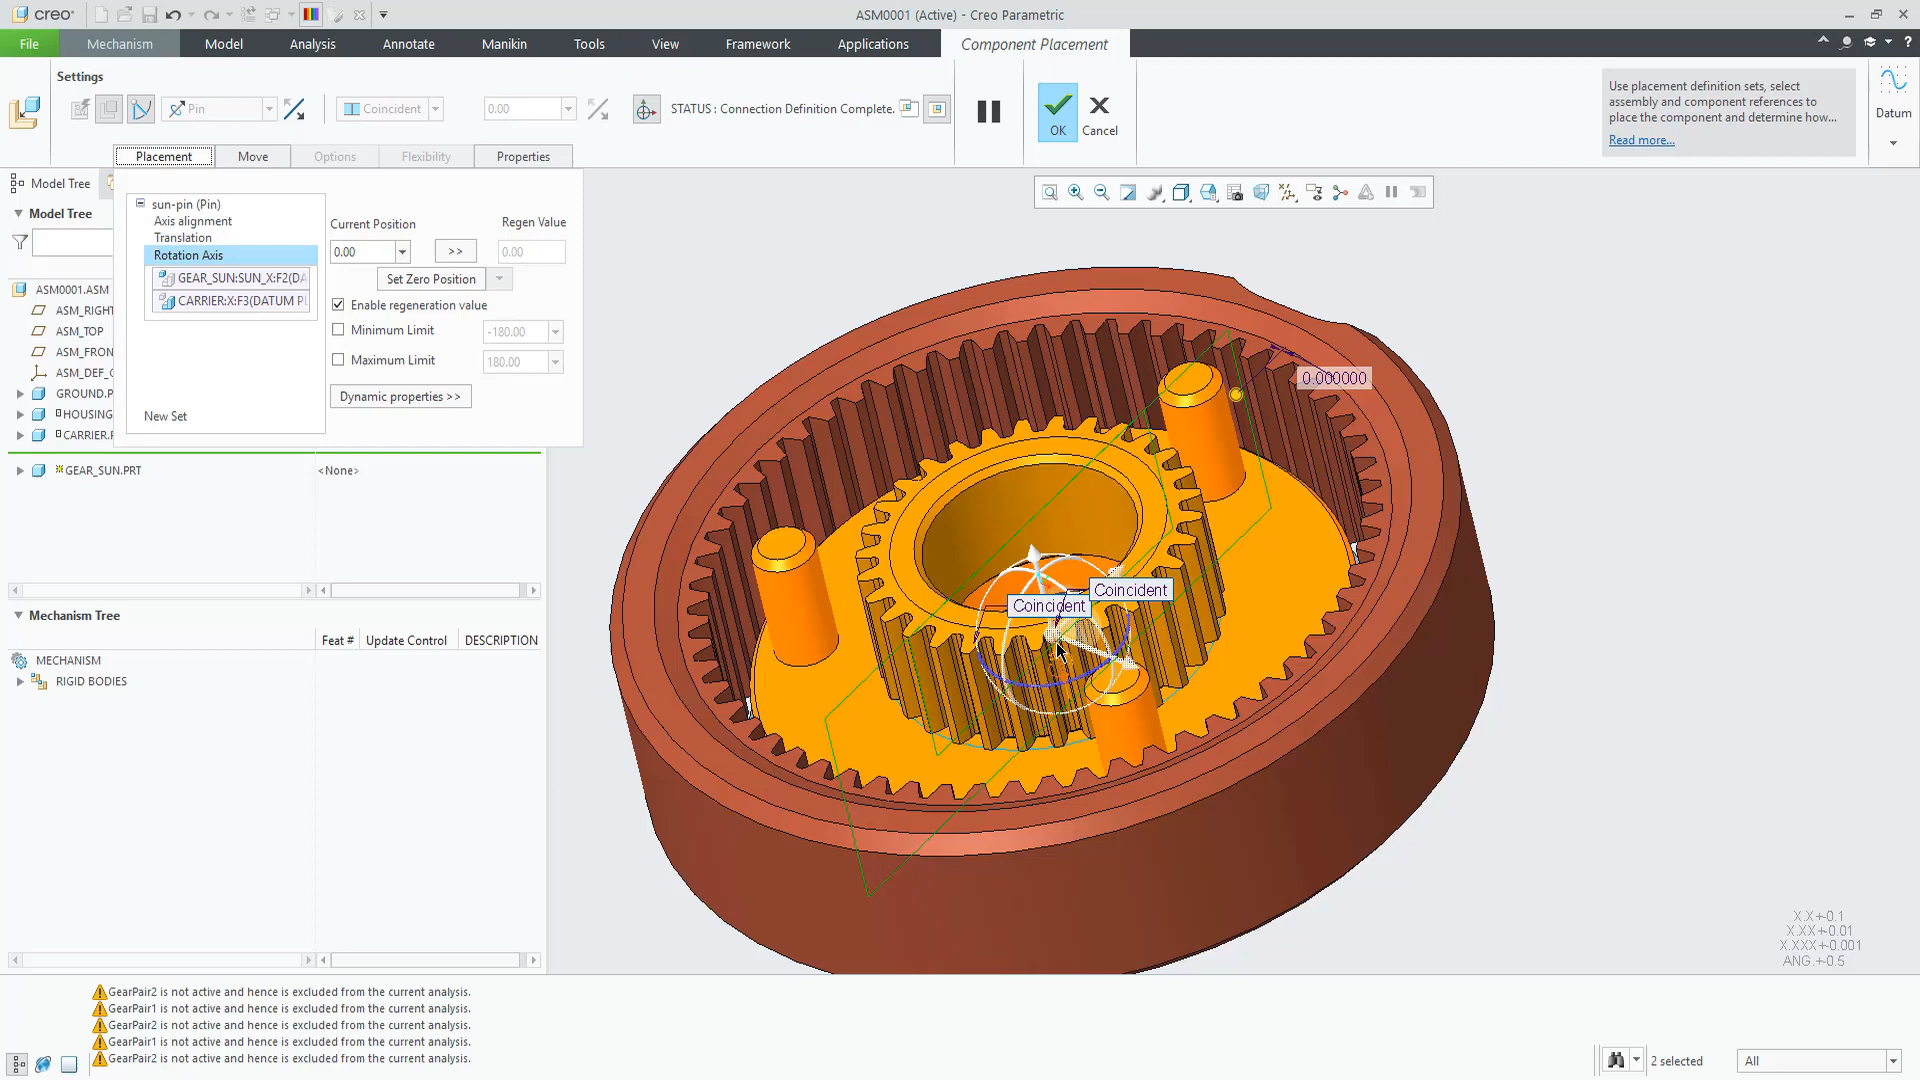 creo®
ASM0001 (Active) - Creo Parametric
File
Mechanism
Model
Analysis
Annotate
Manikin
Tools
View
Framework
Applications
Component Placement
Settings
Pin
Coincident
0.00
STATUS : Connection Definition Complete.
OK
Cancel
Use placement definition sets, select
assembly and component references to
place the component and determine how...
Read more...
Datum
Placement
Move
Options
Flexibility
Properties
Model Tree
Model Tree
ASM0001.ASM
ASM_RIGHT
ASM_TOP
ASM_FRON
ASM_DEF_C
GROUND.P
HOUSING
CARRIER.P
GEAR_SUN.PRT
<None>
sun-pin (Pin)
Axis alignment
Translation
Rotation Axis
GEAR_SUN:SUN_X:F2(DA
CARRIER:X:F3(DATUM PL
New Set
Current Position
Regen Value
0.00
>>
0.00
Set Zero Position
Enable regeneration value
Minimum Limit
-180.00
Maximum Limit
180.00
Dynamic properties >>
0.000000
Coincident
Coincident
Mechanism Tree
Feat #
Update Control
DESCRIPTION
MECHANISM
RIGID BODIES
X.X+-0.1
X.XX+-0.01
X.XXX+-0.001
ANG.+-0.5
GearPair2 is not active and hence is excluded from the current analysis.
GearPair1 is not active and hence is excluded from the current analysis.
GearPair2 is not active and hence is excluded from the current analysis.
GearPair1 is not active and hence is excluded from the current analysis.
GearPair2 is not active and hence is excluded from the current analysis.
2 selected
All